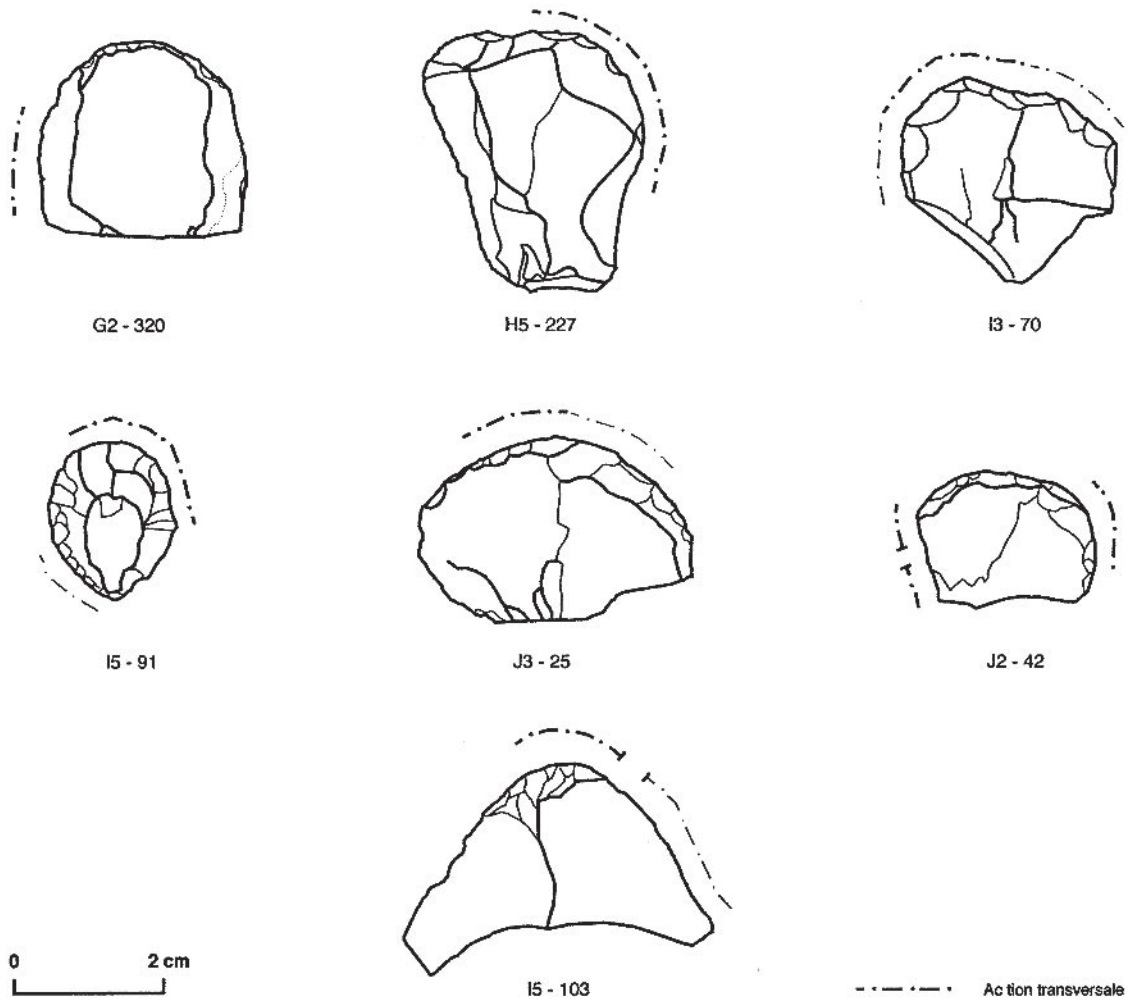 G2 - 320
H5 - 227
I3 - 70
I5 - 91
J3 - 25
J2 - 42
0 2 cm
I5 - 103
Ac tion transversale